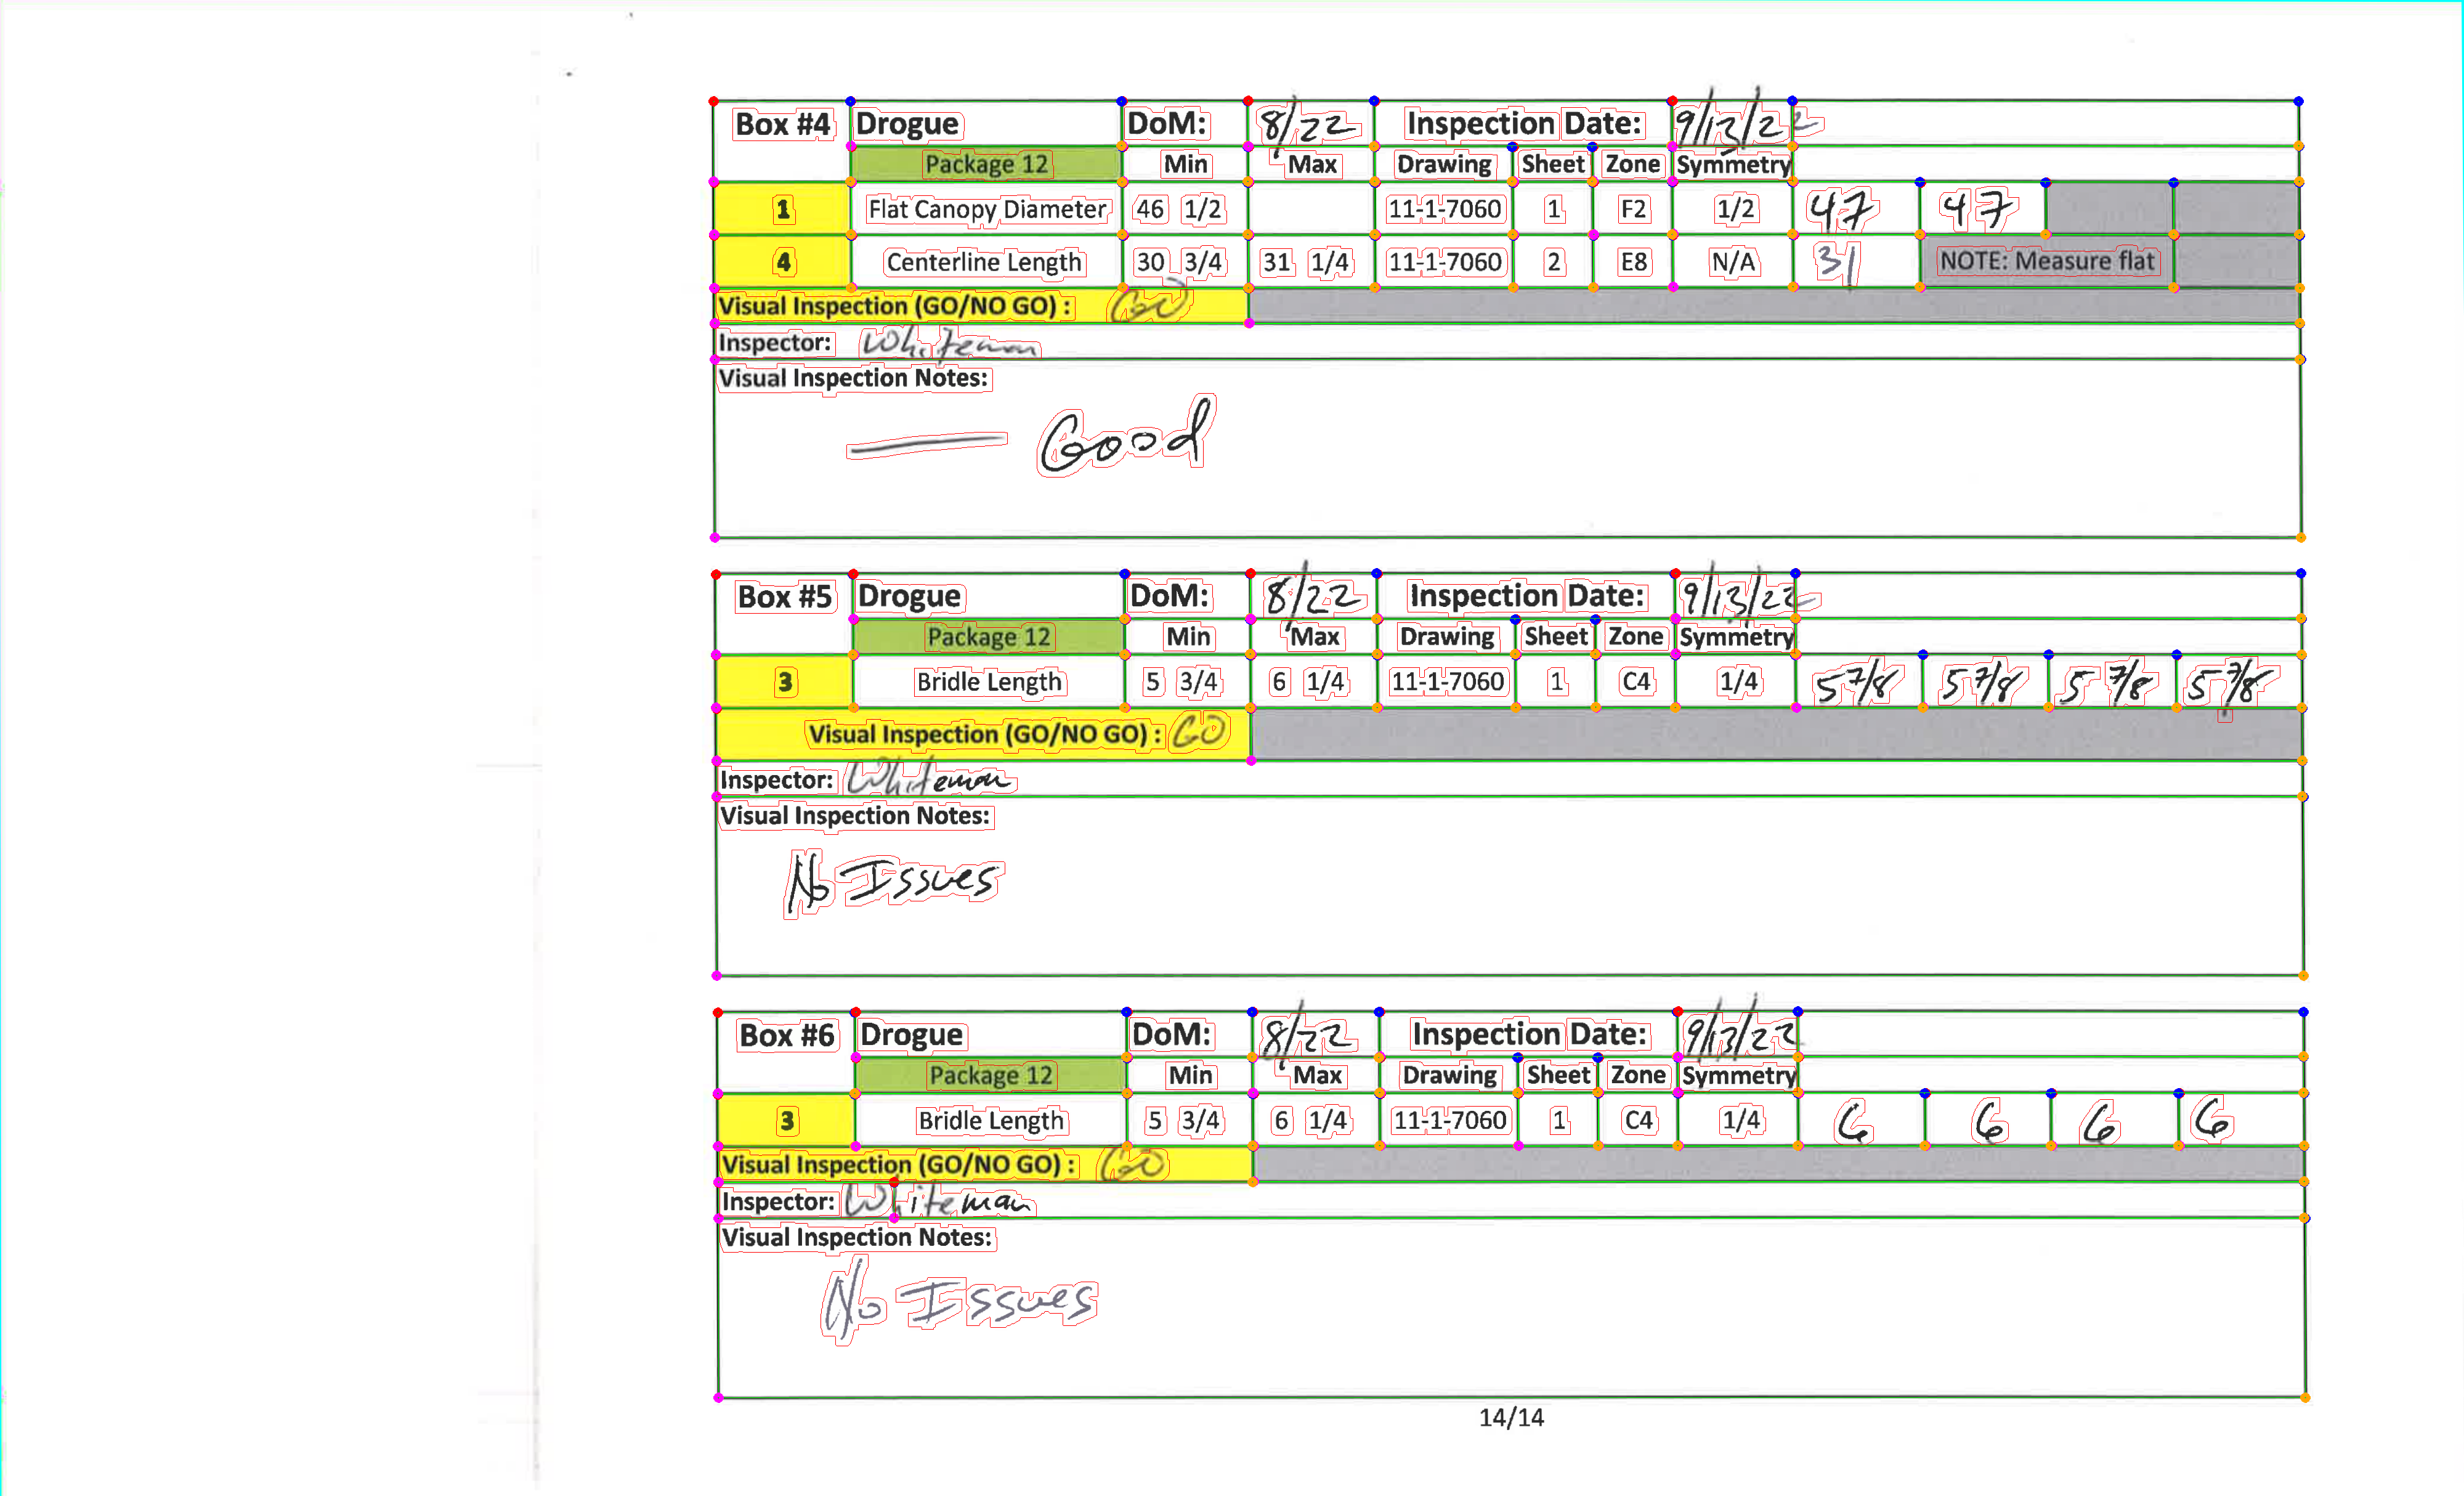 Box #4 Drogue DoM: 8/22 Inspection Date: 9/13/22
Package 12 Min Max Drawing Sheet Zone Symmetry
1 Flat Canopy Diameter 46 1/2 11-1-7060 1 F2 1/2 47 47
4 Centerline Length 30 3/4 31 1/4 11-1-7060 2 E8 N/A 31 NOTE: Measure flat
Visual Inspection (GO/NO GO) : GO
Inspector: Whiteman
Visual Inspection Notes:
— Good
Box #5 Drogue DoM: 8/22 Inspection Date: 9/13/22
Package 12 Min Max Drawing Sheet Zone Symmetry
3 Bridle Length 5 3/4 6 1/4 11-1-7060 1 C4 1/4 5 7/8 5 7/8 5 7/8 5 7/8
Visual Inspection (GO/NO GO) : GO
Inspector: Whiteman
Visual Inspection Notes:
No Issues
Box #6 Drogue DoM: 8/22 Inspection Date: 9/13/22
Package 12 Min Max Drawing Sheet Zone Symmetry
3 Bridle Length 5 3/4 6 1/4 11-1-7060 1 C4 1/4 6 6 6 6
Visual Inspection (GO/NO GO) : GO
Inspector: Whiteman
Visual Inspection Notes:
No Issues
14/14